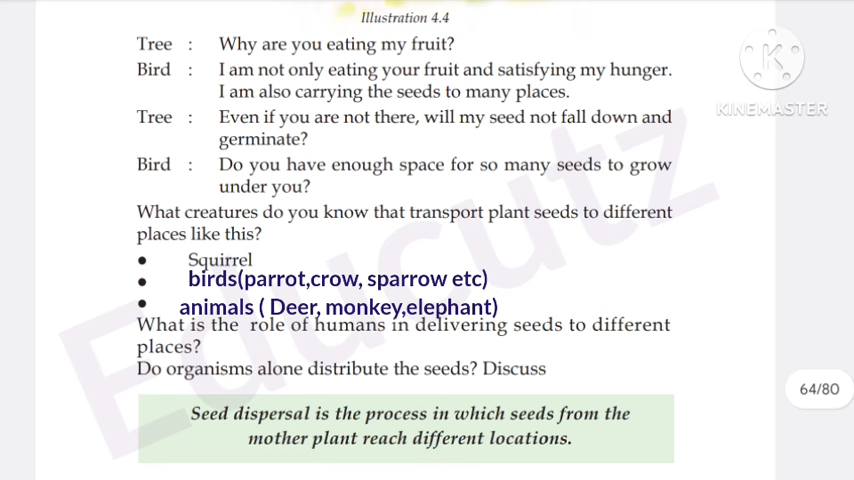 Illustration 4.4
Tree : Why are you eating my fruit?
Bird : I am not only eating your fruit and satisfying my hunger.
I am also carrying the seeds to many places.
Tree : Even if you are not there, will my seed not fall down and
germinate?
Bird : Do you have enough space for so many seeds to grow
under you?
What creatures do you know that transport plant seeds to different
places like this?
• Squirrel
• birds(parrot,crow, sparrow etc)
• animals ( Deer, monkey,elephant)
What is the role of humans in delivering seeds to different
places?
Do organisms alone distribute the seeds? Discuss
Seed dispersal is the process in which seeds from the
mother plant reach different locations.
KINEMASTER
64/80
Educutz